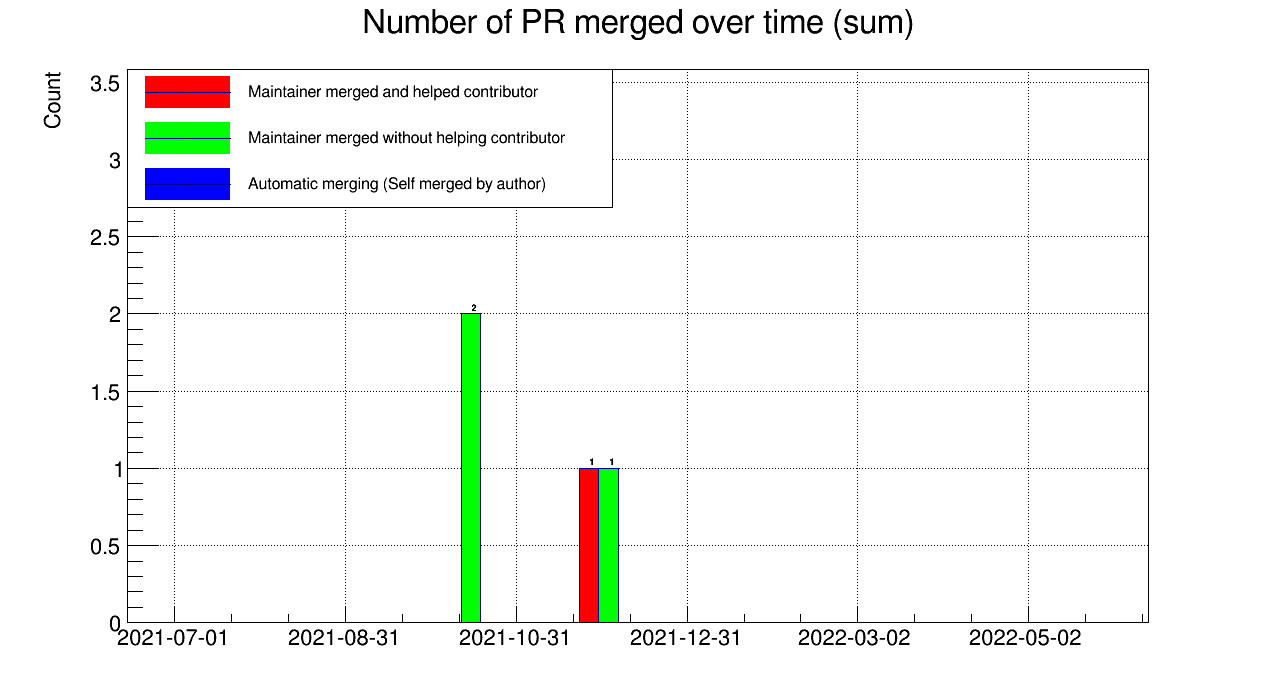 Number of PR merged over time (sum)
Count
3.5
Maintainer merged and helped contributor
Maintainer merged without helping contributor
3
Automatic merging (Self merged by author)
2.5
2
2
1.5
1
1 1
0.5
0
2021-07-01 2021-08-31 2021-10-31 2021-12-31 2022-03-02 2022-05-02